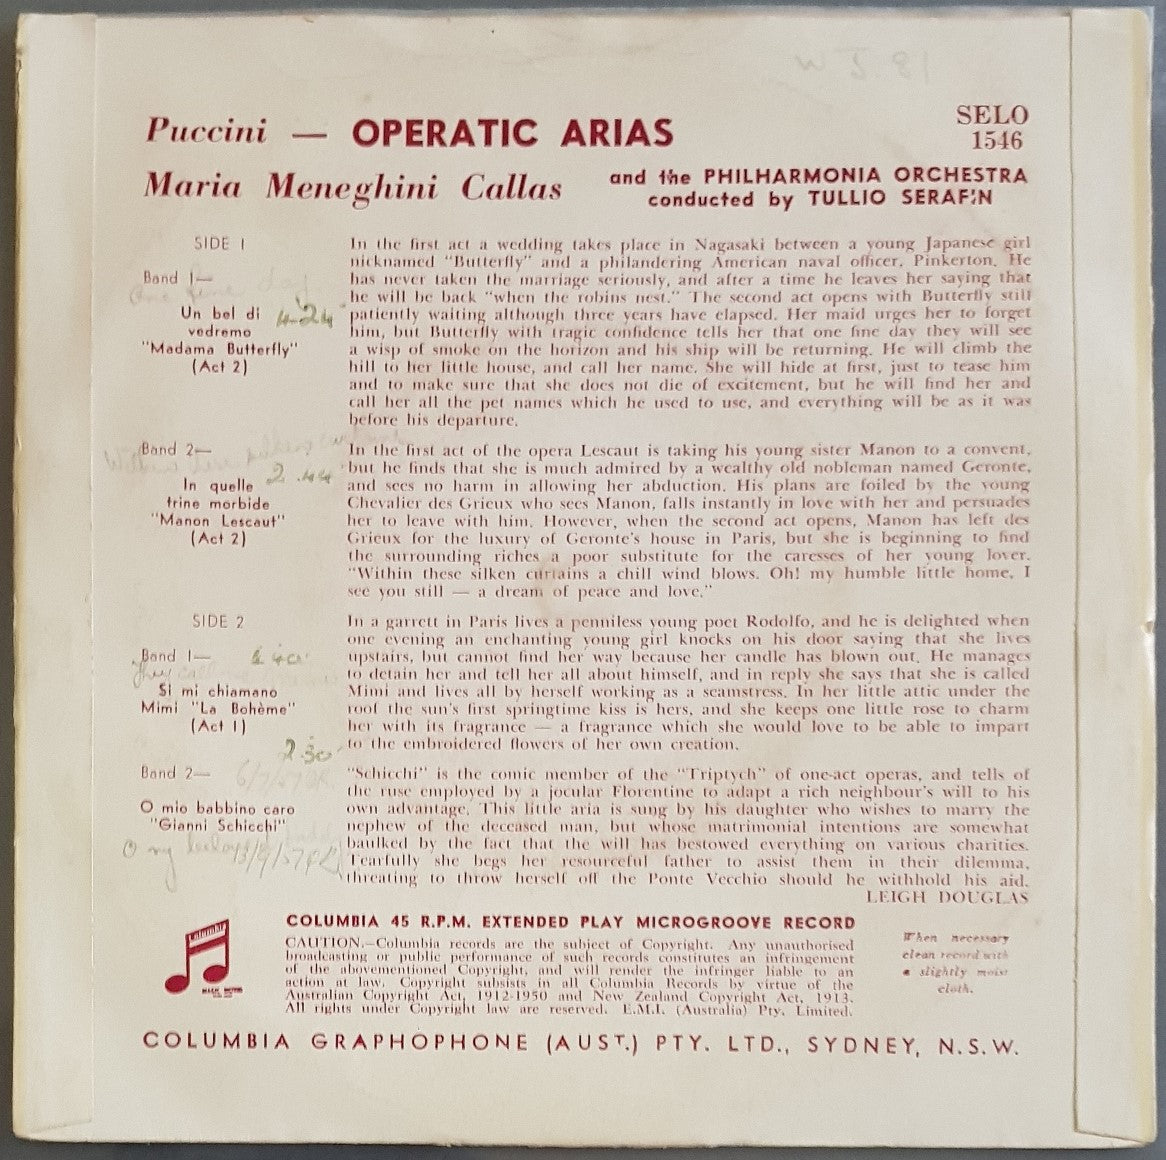 Puccini — OPERATIC ARIAS
SELO
1546
Maria Meneghini Callas
and the PHILHARMONIA ORCHESTRA
conducted by TULLIO SERAFIN
SIDE 1
Band 1—
One fine day
Un bel di
4.24
vedremo
"Madama Butterfly"
(Act 2)
In the first act a wedding takes place in Nagasaki between a young Japanese girl
nicknamed "Butterfly" and a philandering American naval officer, Pinkerton. He
has never taken the marriage seriously, and after a time he leaves her saying that
he will be back "when the robins nest." The second act opens with Butterfly still
patiently waiting although three years have elapsed. Her maid urges her to forget
him, but Butterfly with tragic confidence tells her that one fine day they will see
a wisp of smoke on the horizon and his ship will be returning. He will climb the
hill to her little house, and call her name. She will hide at first, just to tease him
and to make sure that she does not die of excitement, but he will find her and
call her all the pet names which he used to use, and everything will be as it was
before his departure.
Band 2—
Within these
In quelle
2.44
trine morbide
"Manon Lescaut"
(Act 2)
In the first act of the opera Lescaut is taking his young sister Manon to a convent,
but he finds that she is much admired by a wealthy old nobleman named Geronte,
and sees no harm in allowing her abduction. His plans are foiled by the young
Chevalier des Grieux who sees Manon, falls instantly in love with her and persuades
her to leave with him. However, when the second act opens, Manon has left des
Grieux for the luxury of Geronte's house in Paris, but she is beginning to find
the surrounding riches a poor substitute for the caresses of her young lover.
"Within these silken curtains a chill wind blows. Oh! my humble little home, I
see you still — a dream of peace and love."
SIDE 2
Band 1—
They call
Si mi chiamano
Mimi "La Bohème"
(Act 1)
In a garrett in Paris lives a penniless young poet Rodolfo, and he is delighted when
one evening an enchanting young girl knocks on his door saying that she lives
upstairs, but cannot find her way because her candle has blown out. He manages
to detain her and tell her all about himself, and in reply she says that she is called
Mimi and lives all by herself working as a seamstress. In her little attic under the
roof the sun's first springtime kiss is hers, and she keeps one little rose to charm
her with its fragrance — a fragrance which she would love to be able to impart
to the embroidered flowers of her own creation.
2.30
Band 2—
O mio babbino caro
"Gianni Schicchi"
O my
"Schicchi" is the comic member of the "Triptych" of one-act operas, and tells of
the ruse employed by a jocular Florentine to adapt a rich neighbour's will to his
own advantage. This little aria is sung by his daughter who wishes to marry the
nephew of the deceased man, but whose matrimonial intentions are somewhat
baulked by the fact that the will has bestowed everything on various charities.
Tearfully she begs her resourceful father to assist them in their dilemma,
threating to throw herself off the Ponte Vecchio should he withhold his aid.
LEIGH DOUGLAS
Columbia
COLUMBIA 45 R.P.M. EXTENDED PLAY MICROGROOVE RECORD
CAUTION.—Columbia records are the subject of Copyright. Any unauthorised
broadcasting or public performance of such records constitutes an infringement
of the abovementioned Copyright, and will render the infringer liable to an
action at law. Copyright subsists in all Columbia Records by virtue of the
Australian Copyright Act, 1912-1950 and New Zealand Copyright Act, 1913.
All rights under Copyright law are reserved. E.M.I. (Australia) Pty. Limited.
When necessary
clean record with
a slightly moist
cloth.
COLUMBIA GRAPHOPHONE (AUST.) PTY. LTD., SYDNEY, N.S.W.